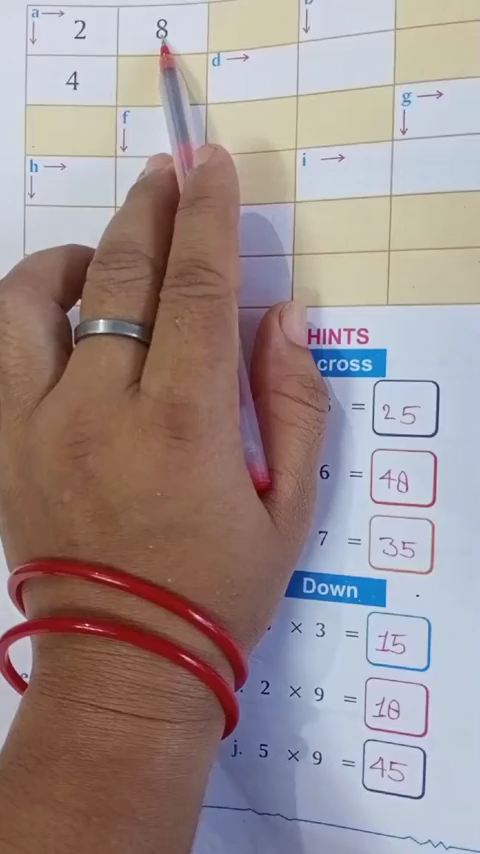 a 2 8
4 d
f g
h i
HINTS
cross
= 25
6 = 48
7 = 35
Down
× 3 = 15
2 × 9 = 18
j. 5 × 9 = 45